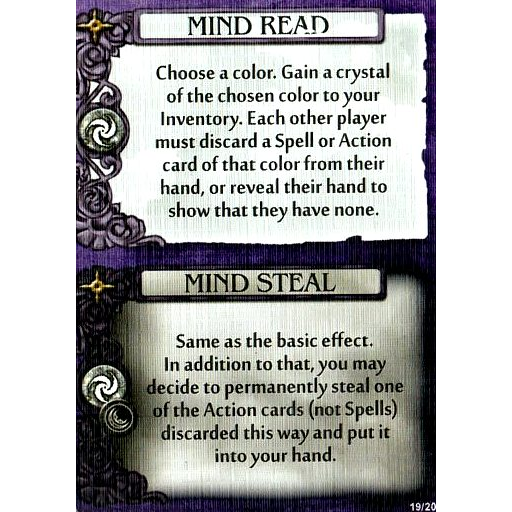 MIND READ
Choose a color. Gain a crystal
of the chosen color to your
Inventory. Each other player
must discard a Spell or Action
card of that color from their
hand, or reveal their hand to
show that they have none.
MIND STEAL
Same as the basic effect.
In addition to that, you may
decide to permanently steal one
of the Action cards (not Spells)
discarded this way and put it
into your hand.
19/20